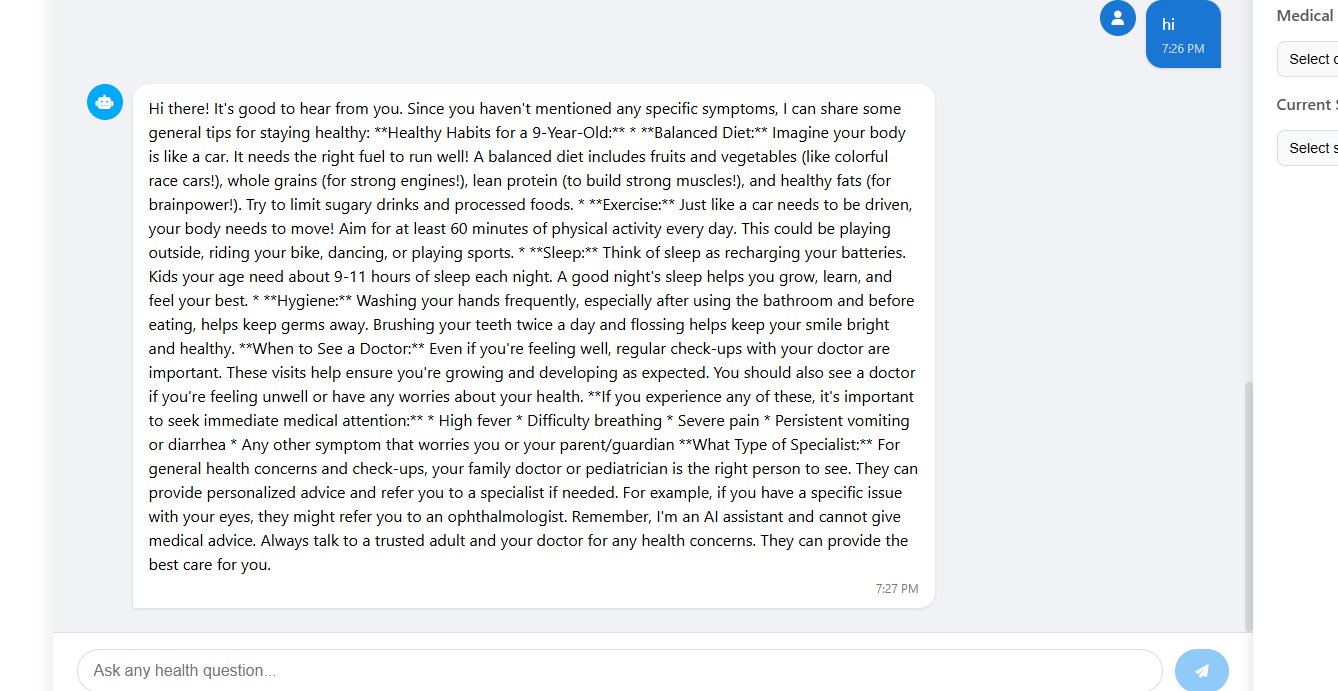 hi
7:26 PM
Medical
Select
Current
Select
Hi there! It's good to hear from you. Since you haven't mentioned any specific symptoms, I can share some
general tips for staying healthy: **Healthy Habits for a 9-Year-Old:** * **Balanced Diet:** Imagine your body
is like a car. It needs the right fuel to run well! A balanced diet includes fruits and vegetables (like colorful
race cars!), whole grains (for strong engines!), lean protein (to build strong muscles!), and healthy fats (for
brainpower!). Try to limit sugary drinks and processed foods. * **Exercise:** Just like a car needs to be driven,
your body needs to move! Aim for at least 60 minutes of physical activity every day. This could be playing
outside, riding your bike, dancing, or playing sports. * **Sleep:** Think of sleep as recharging your batteries.
Kids your age need about 9-11 hours of sleep each night. A good night's sleep helps you grow, learn, and
feel your best. * **Hygiene:** Washing your hands frequently, especially after using the bathroom and before
eating, helps keep germs away. Brushing your teeth twice a day and flossing helps keep your smile bright
and healthy. **When to See a Doctor:** Even if you're feeling well, regular check-ups with your doctor are
important. These visits help ensure you're growing and developing as expected. You should also see a doctor
if you're feeling unwell or have any worries about your health. **If you experience any of these, it's important
to seek immediate medical attention:** * High fever * Difficulty breathing * Severe pain * Persistent vomiting
or diarrhea * Any other symptom that worries you or your parent/guardian **What Type of Specialist:** For
general health concerns and check-ups, your family doctor or pediatrician is the right person to see. They can
provide personalized advice and refer you to a specialist if needed. For example, if you have a specific issue
with your eyes, they might refer you to an ophthalmologist. Remember, I'm an AI assistant and cannot give
medical advice. Always talk to a trusted adult and your doctor for any health concerns. They can provide the
best care for you.
7:27 PM
Ask any health question...